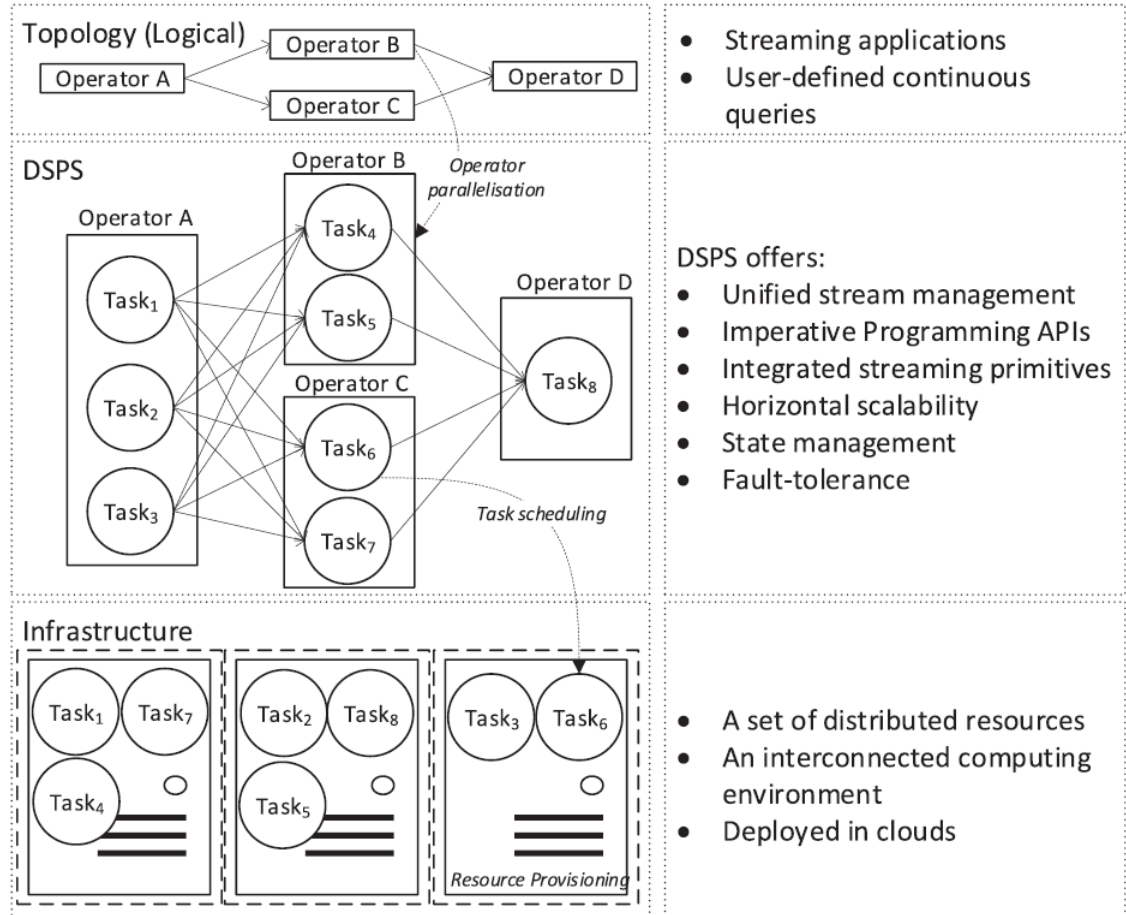 Topology (Logical)
Operator A
Operator B
Operator C
Operator D
• Streaming applications
• User-defined continuous
queries
DSPS
Operator A
Task1
Task2
Task3
Operator B
Task4
Task5
Operator C
Task6
Task7
Operator D
Task8
Operator
parallelisation
Task scheduling
DSPS offers:
• Unified stream management
• Imperative Programming APIs
• Integrated streaming primitives
• Horizontal scalability
• State management
• Fault-tolerance
Infrastructure
Task1
Task7
Task4
Task2
Task8
Task5
Task3
Task6
Resource Provisioning
• A set of distributed resources
• An interconnected computing
environment
• Deployed in clouds